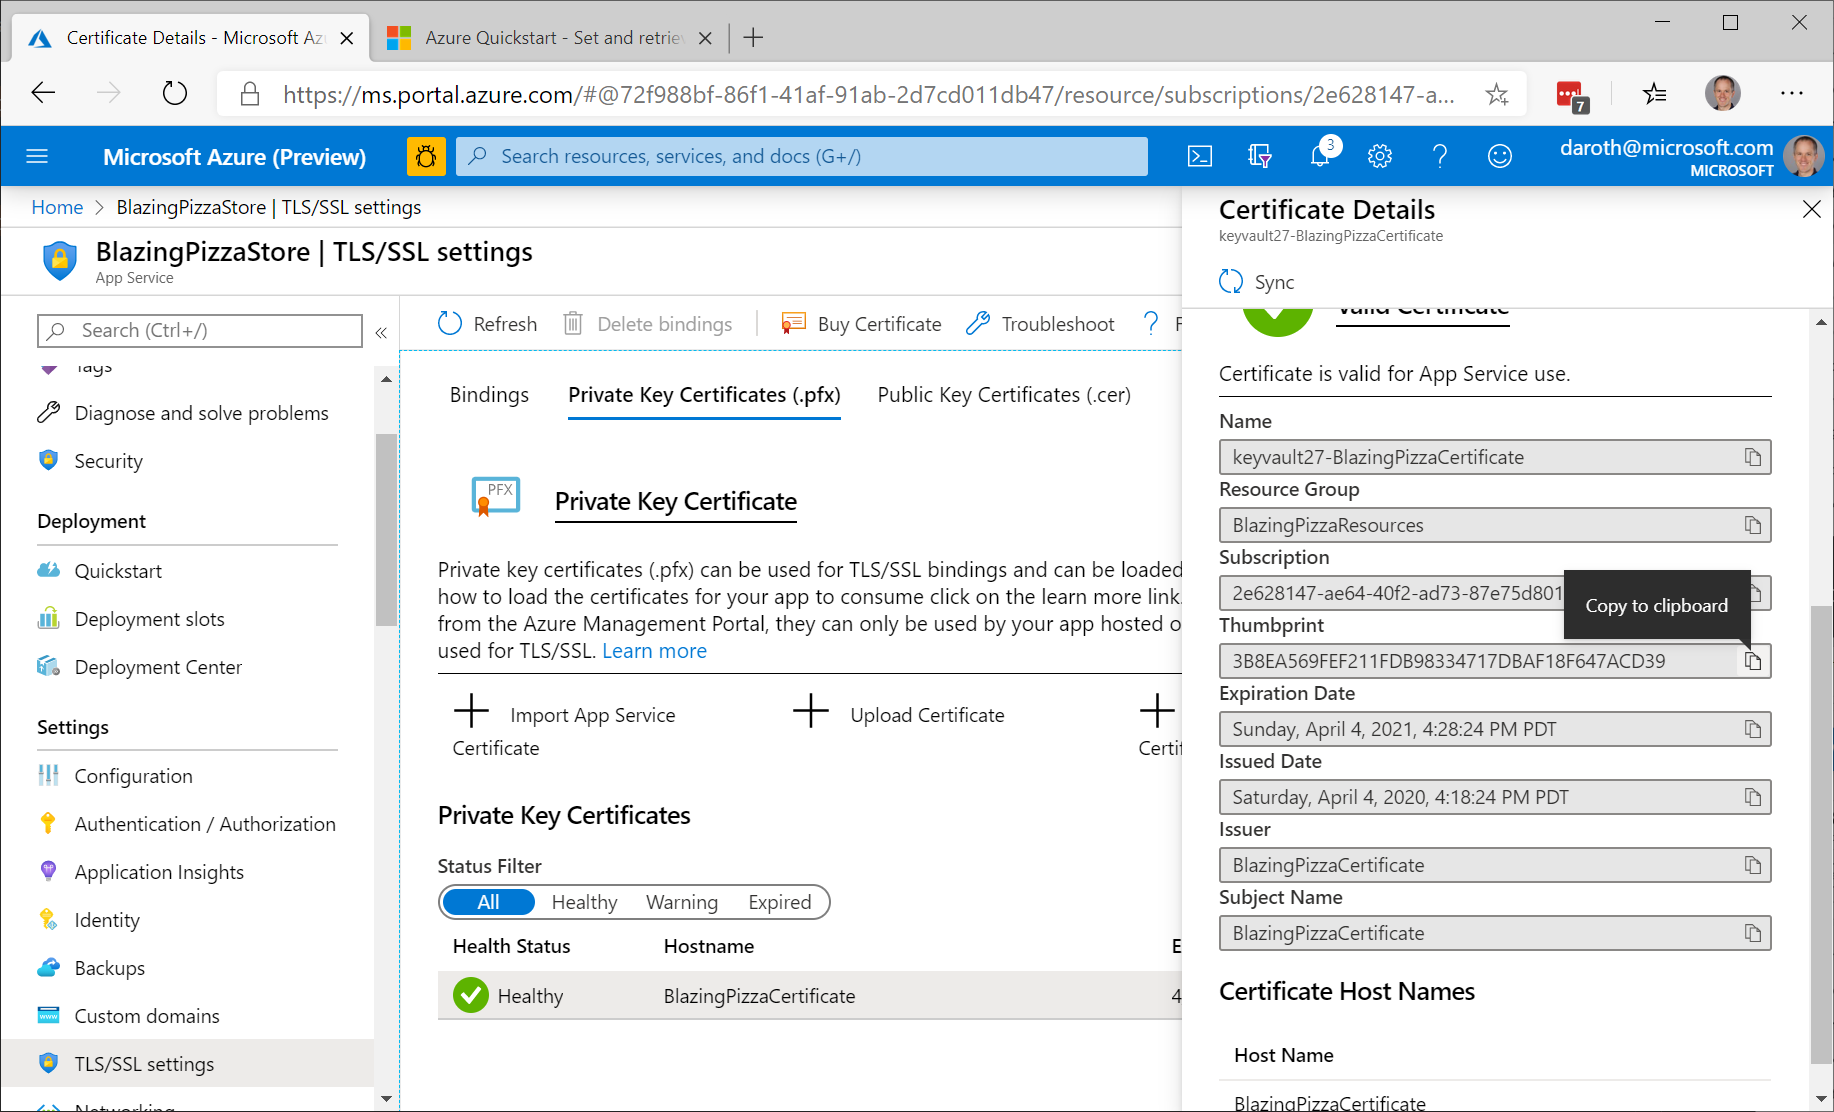 Certificate Details - Microsoft Az
Azure Quickstart - Set and retrie
https://ms.portal.azure.com/#@72f988bf-86f1-41af-91ab-2d7cd011db47/resource/subscriptions/2e628147-a...
7
Microsoft Azure (Preview)
Search resources, services, and docs (G+/)
3
daroth@microsoft.com
MICROSOFT
Home > BlazingPizzaStore | TLS/SSL settings
BlazingPizzaStore | TLS/SSL settings
App Service
Search (Ctrl+/)
«
Tags
Diagnose and solve problems
Security
Deployment
Quickstart
Deployment slots
Deployment Center
Settings
Configuration
Authentication / Authorization
Application Insights
Identity
Backups
Custom domains
TLS/SSL settings
Networking
Refresh
Delete bindings
Buy Certificate
Troubleshoot
F
Bindings
Private Key Certificates (.pfx)
Public Key Certificates (.cer)
PFX
Private Key Certificate
Private key certificates (.pfx) can be used for TLS/SSL bindings and can be loaded
how to load the certificates for your app to consume click on the learn more link.
from the Azure Management Portal, they can only be used by your app hosted o
used for TLS/SSL. Learn more
Import App Service
Certificate
Upload Certificate
Certif
Private Key Certificates
Status Filter
All Healthy Warning Expired
Health Status Hostname E
Healthy BlazingPizzaCertificate 4
Certificate Details
keyvault27-BlazingPizzaCertificate
Sync
Valid Certificate
Certificate is valid for App Service use.
Name
keyvault27-BlazingPizzaCertificate
Resource Group
BlazingPizzaResources
Subscription
2e628147-ae64-40f2-ad73-87e75d801
Copy to clipboard
Thumbprint
3B8EA569FEF211FDB98334717DBAF18F647ACD39
Expiration Date
Sunday, April 4, 2021, 4:28:24 PM PDT
Issued Date
Saturday, April 4, 2020, 4:18:24 PM PDT
Issuer
BlazingPizzaCertificate
Subject Name
BlazingPizzaCertificate
Certificate Host Names
Host Name
BlazingPizzaCertificate